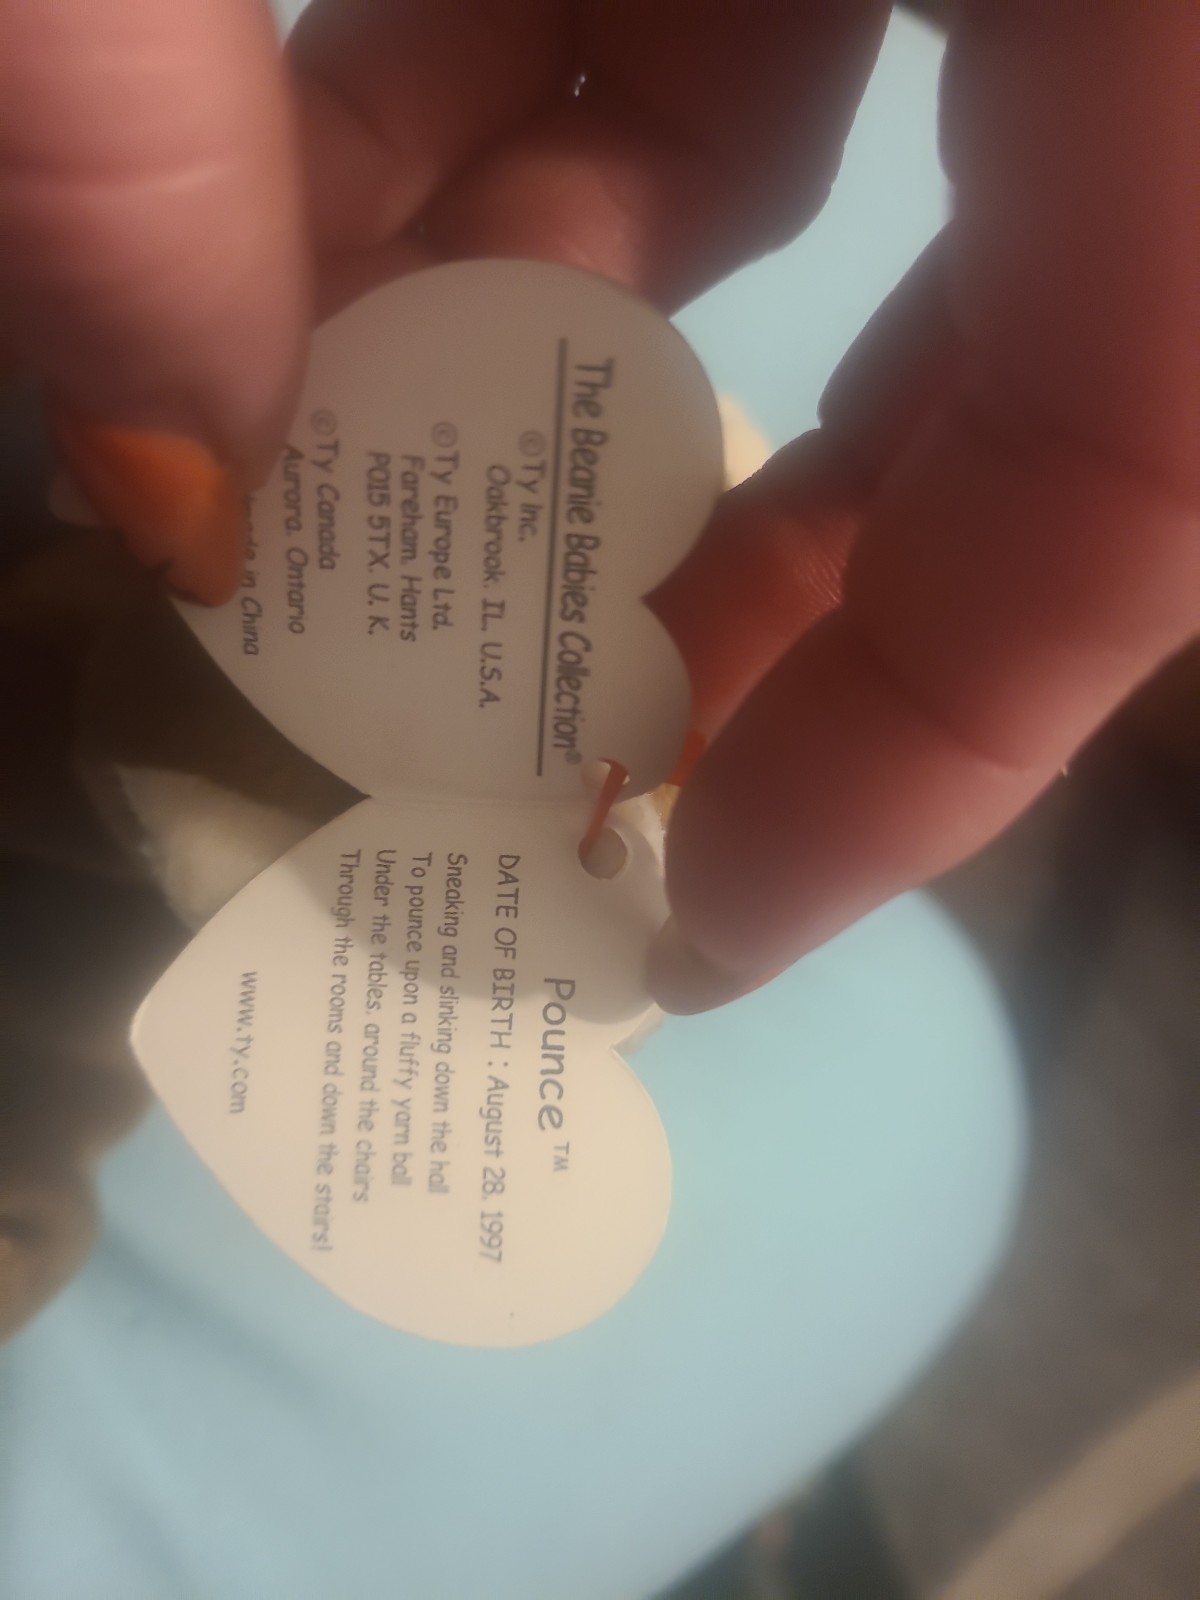 The Beanie Babies Collection®
©Ty Inc.
Oakbrook, IL. U.S.A.
©Ty Europe Ltd.
Fareham, Hants
PO15 5TX, U. K.
©Ty Canada
Aurora, Ontario
in China
Pounce™
DATE OF BIRTH : August 28, 1997
Sneaking and slinking down the hall
To pounce upon a fluffy yarn ball
Under the tables, around the chairs
Through the rooms and down the stairs!
www.ty.com